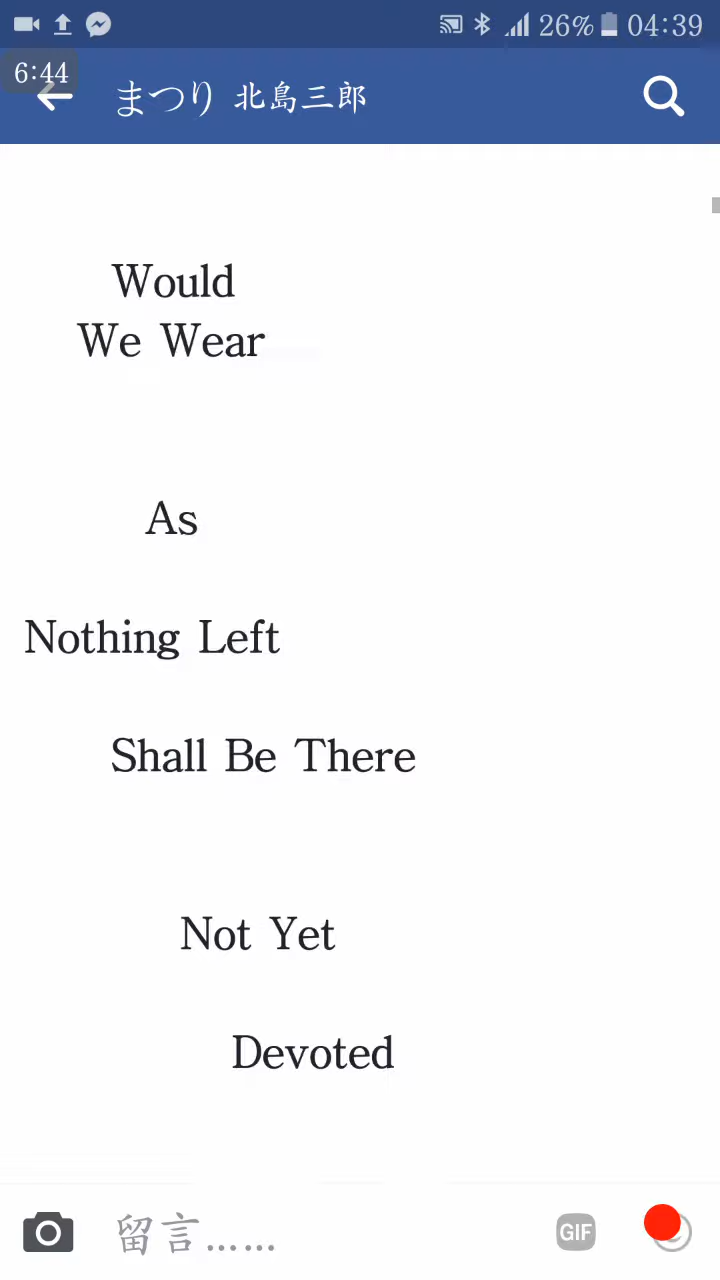 26% 04:39
6:44
まつり 北島三郎
Would
We Wear
As
Nothing Left
Shall Be There
Not Yet
Devoted
留言......
GIF